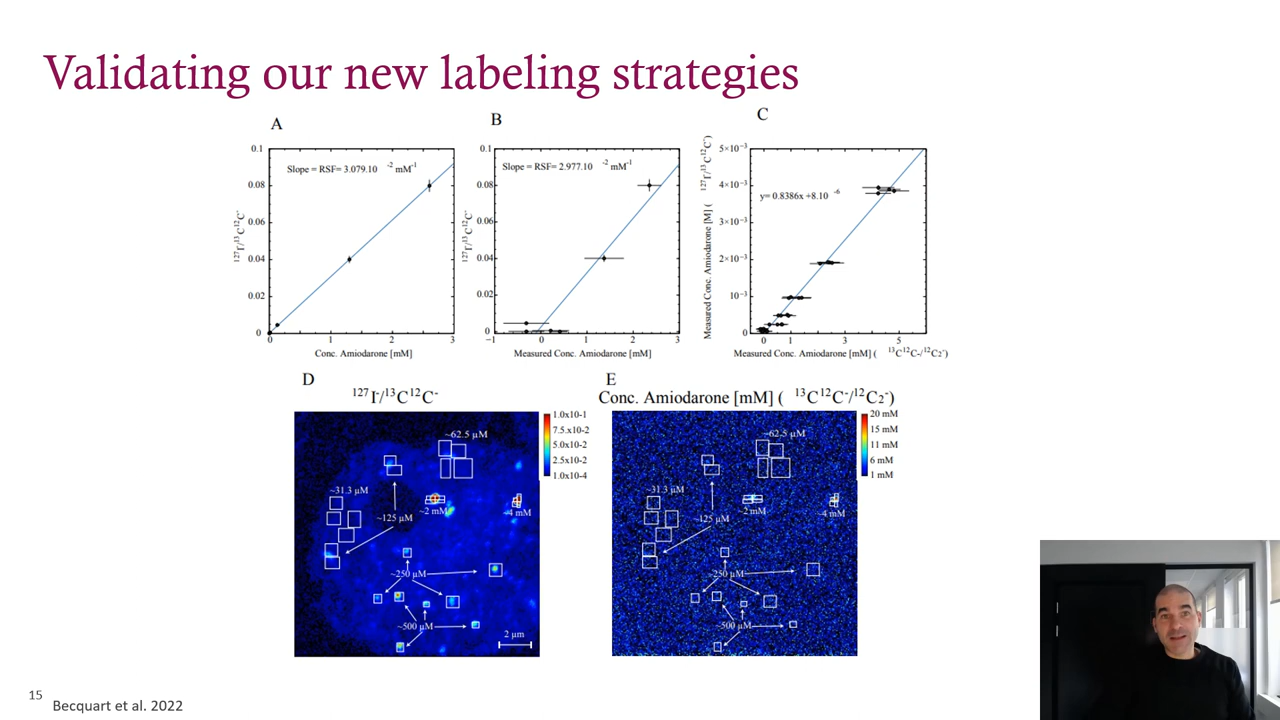 Validating our new labeling strategies
A
0.1
0.08
0.06
0.04
0.02
0
Slope = RSF= 3.079.10 -2 mM-1
127I-/13C12C-
0
1
2
3
Conc. Amiodarone [mM]
B
0.1
0.08
0.06
0.04
0.02
0
Slope = RSF= 2.977.10 -2 mM-1
127I-/13C12C-
-1
0
1
2
3
Measured Conc. Amiodarone [mM]
C
5×10-3
4×10-3
3×10-3
2×10-3
10-3
0
y= 0.8386x +8.10 -6
Measured Conc. Amiodarone [M] ( 127I-/13C12C-)
0
1
3
5
Measured Conc. Amiodarone [mM] ( 13C12C-/12C2-)
D
127I-/13C12C-
1.0x10-1
7.5x10-2
5.0x10-2
2.5x10-2
1.0x10-4
~62.5 µM
~31.3 µM
~125 µM
~2 mM
~4 mM
~250 µM
~500 µM
2 µm
E
Conc. Amiodarone [mM] ( 13C12C-/12C2-)
20 mM
15 mM
11 mM
6 mM
1 mM
~62.5 µM
~31.3 µM
~125 µM
~2 mM
~4 mM
~250 µM
~500 µM
15
Becquart et al. 2022